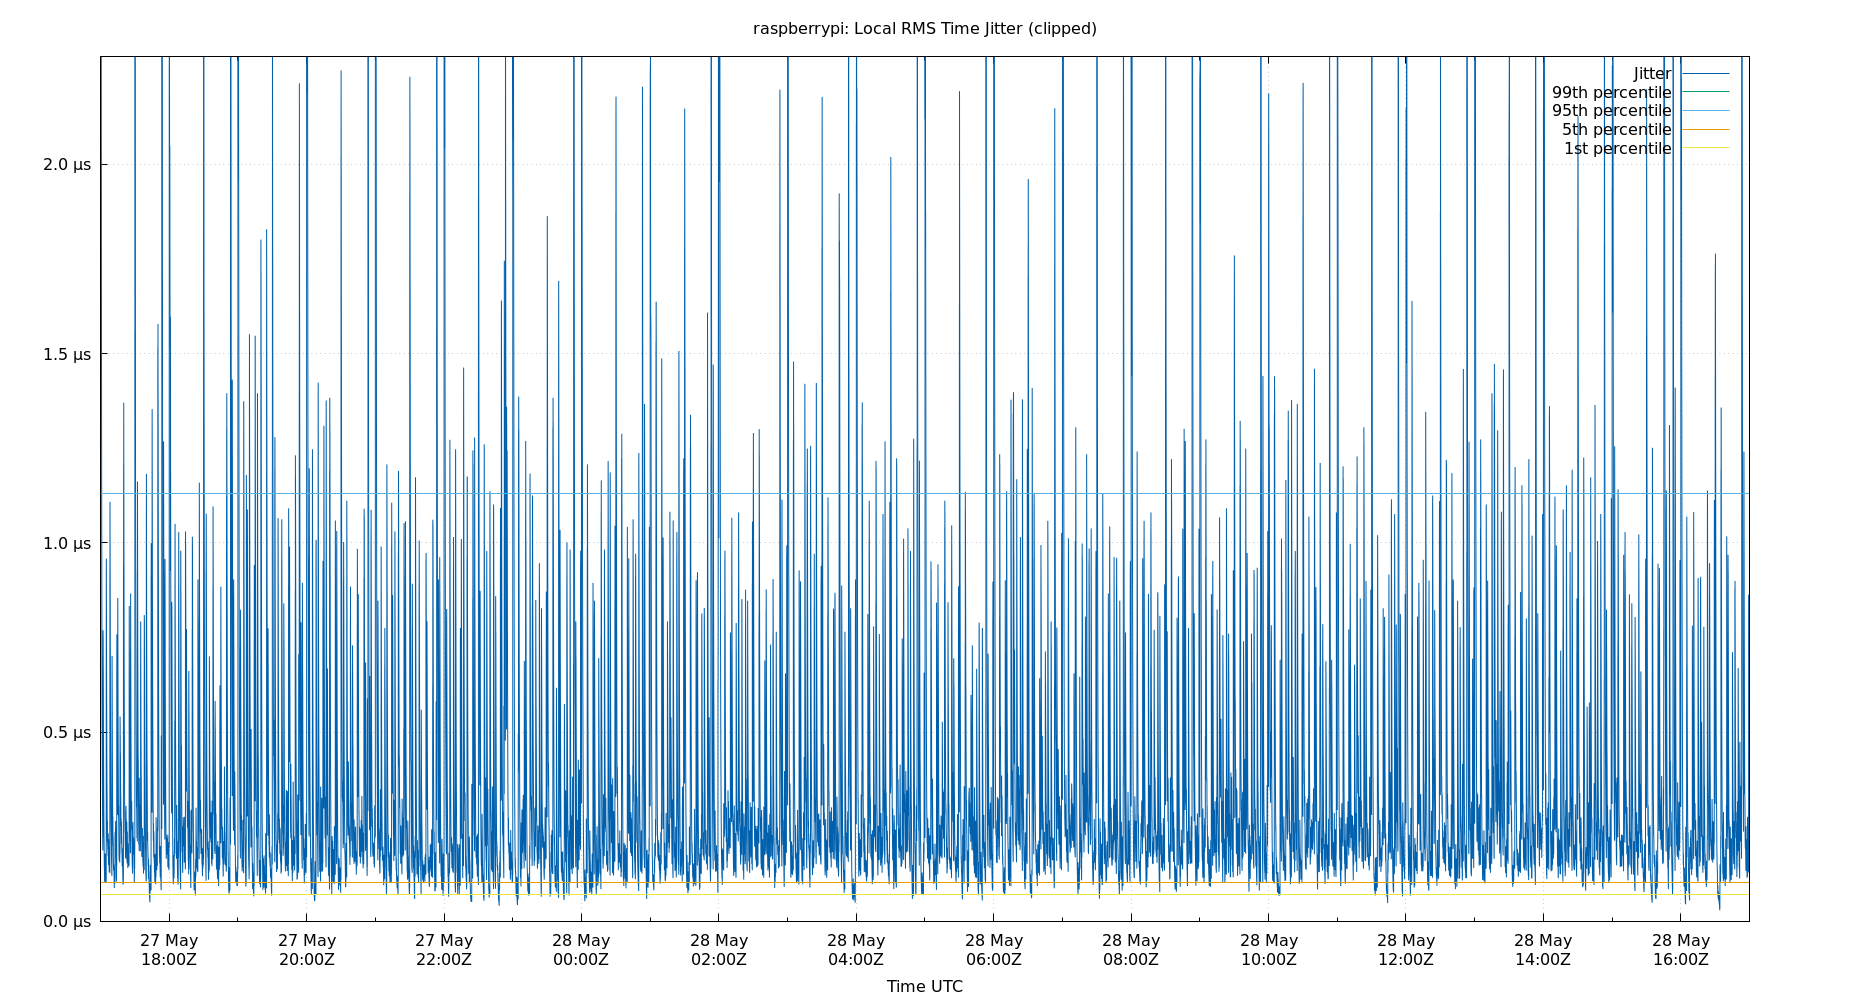 raspberrypi: Local RMS Time Jitter (clipped)
Jitter
99th percentile
95th percentile
5th percentile
1st percentile
2.0 µs
1.5 µs
1.0 µs
0.5 µs
0.0 µs
27 May 27 May 27 May 28 May 28 May 28 May 28 May 28 May 28 May 28 May 28 May 28 May
18:00Z 20:00Z 22:00Z 00:00Z 02:00Z 04:00Z 06:00Z 08:00Z 10:00Z 12:00Z 14:00Z 16:00Z
Time UTC